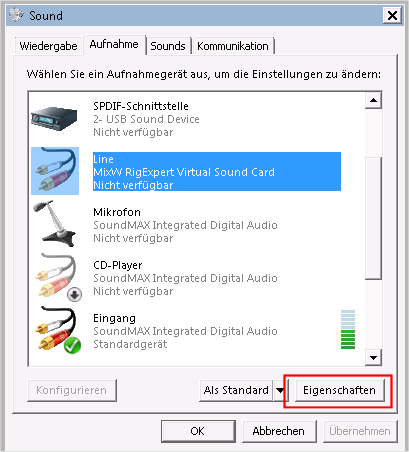 Sound
Wiedergabe Aufnahme Sounds Kommunikation
Wählen Sie ein Aufnahmegerät aus, um die Einstellungen zu ändern:
SPDIF-Schnittstelle
2- USB Sound Device
Nicht verfügbar
Line
MixW RigExpert Virtual Sound Card
Nicht verfügbar
Mikrofon
SoundMAX Integrated Digital Audio
Nicht verfügbar
CD-Player
SoundMAX Integrated Digital Audio
Nicht verfügbar
Eingang
SoundMAX Integrated Digital Audio
Standardgerät
Konfigurieren Als Standard Eigenschaften
OK Abbrechen Übernehmen